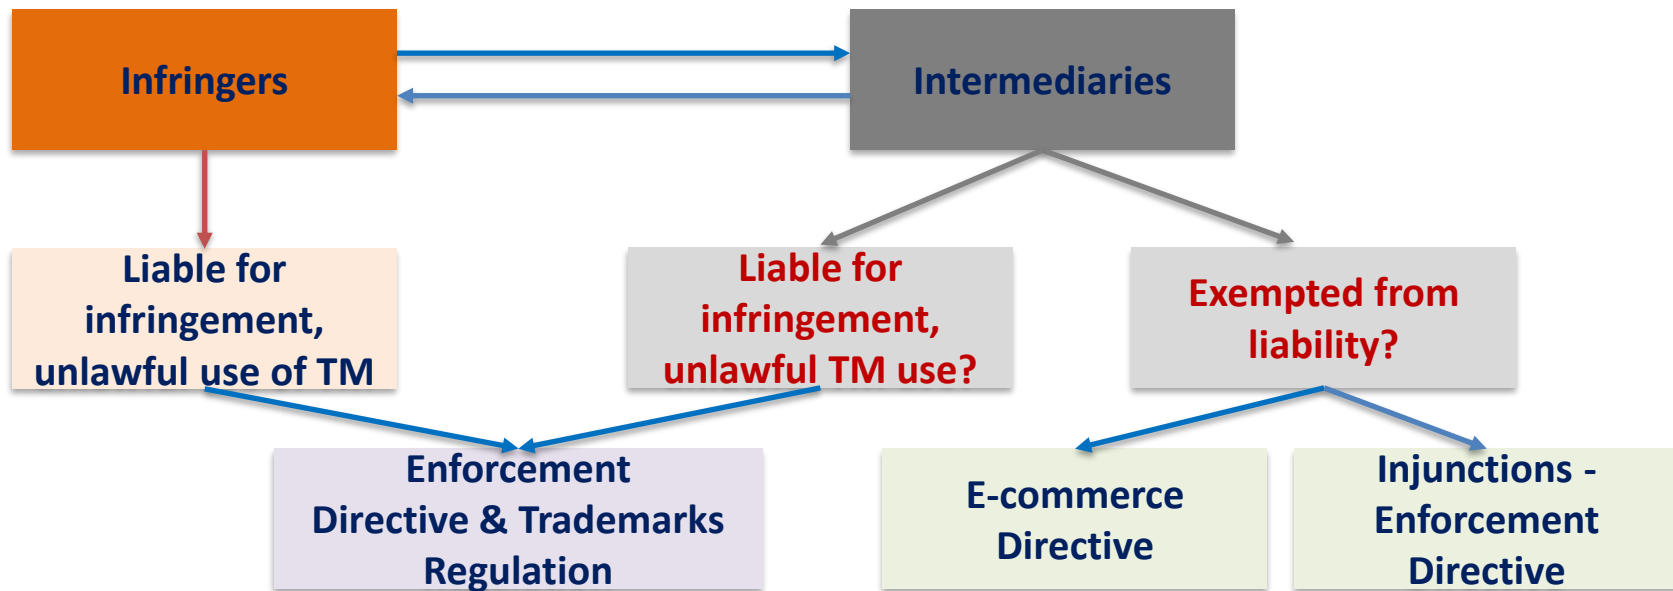 Infringers
Intermediaries
Liable for
infringement,
unlawful use of TM
Liable for
infringement,
unlawful TM use?
Exempted from
liability?
Enforcement
Directive & Trademarks
Regulation
E-commerce
Directive
Injunctions -
Enforcement
Directive